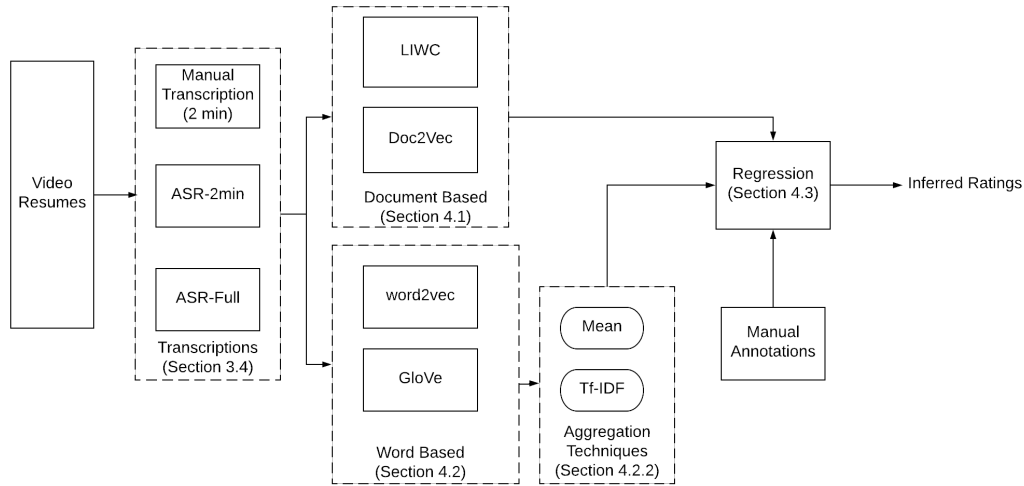 Video
Resumes
Manual
Transcription
(2 min)
ASR-2min
ASR-Full
Transcriptions
(Section 3.4)
LIWC
Doc2Vec
Document Based
(Section 4.1)
word2vec
GloVe
Word Based
(Section 4.2)
Mean
Tf-IDF
Aggregation
Techniques
(Section 4.2.2)
Regression
(Section 4.3)
Manual
Annotations
Inferred Ratings